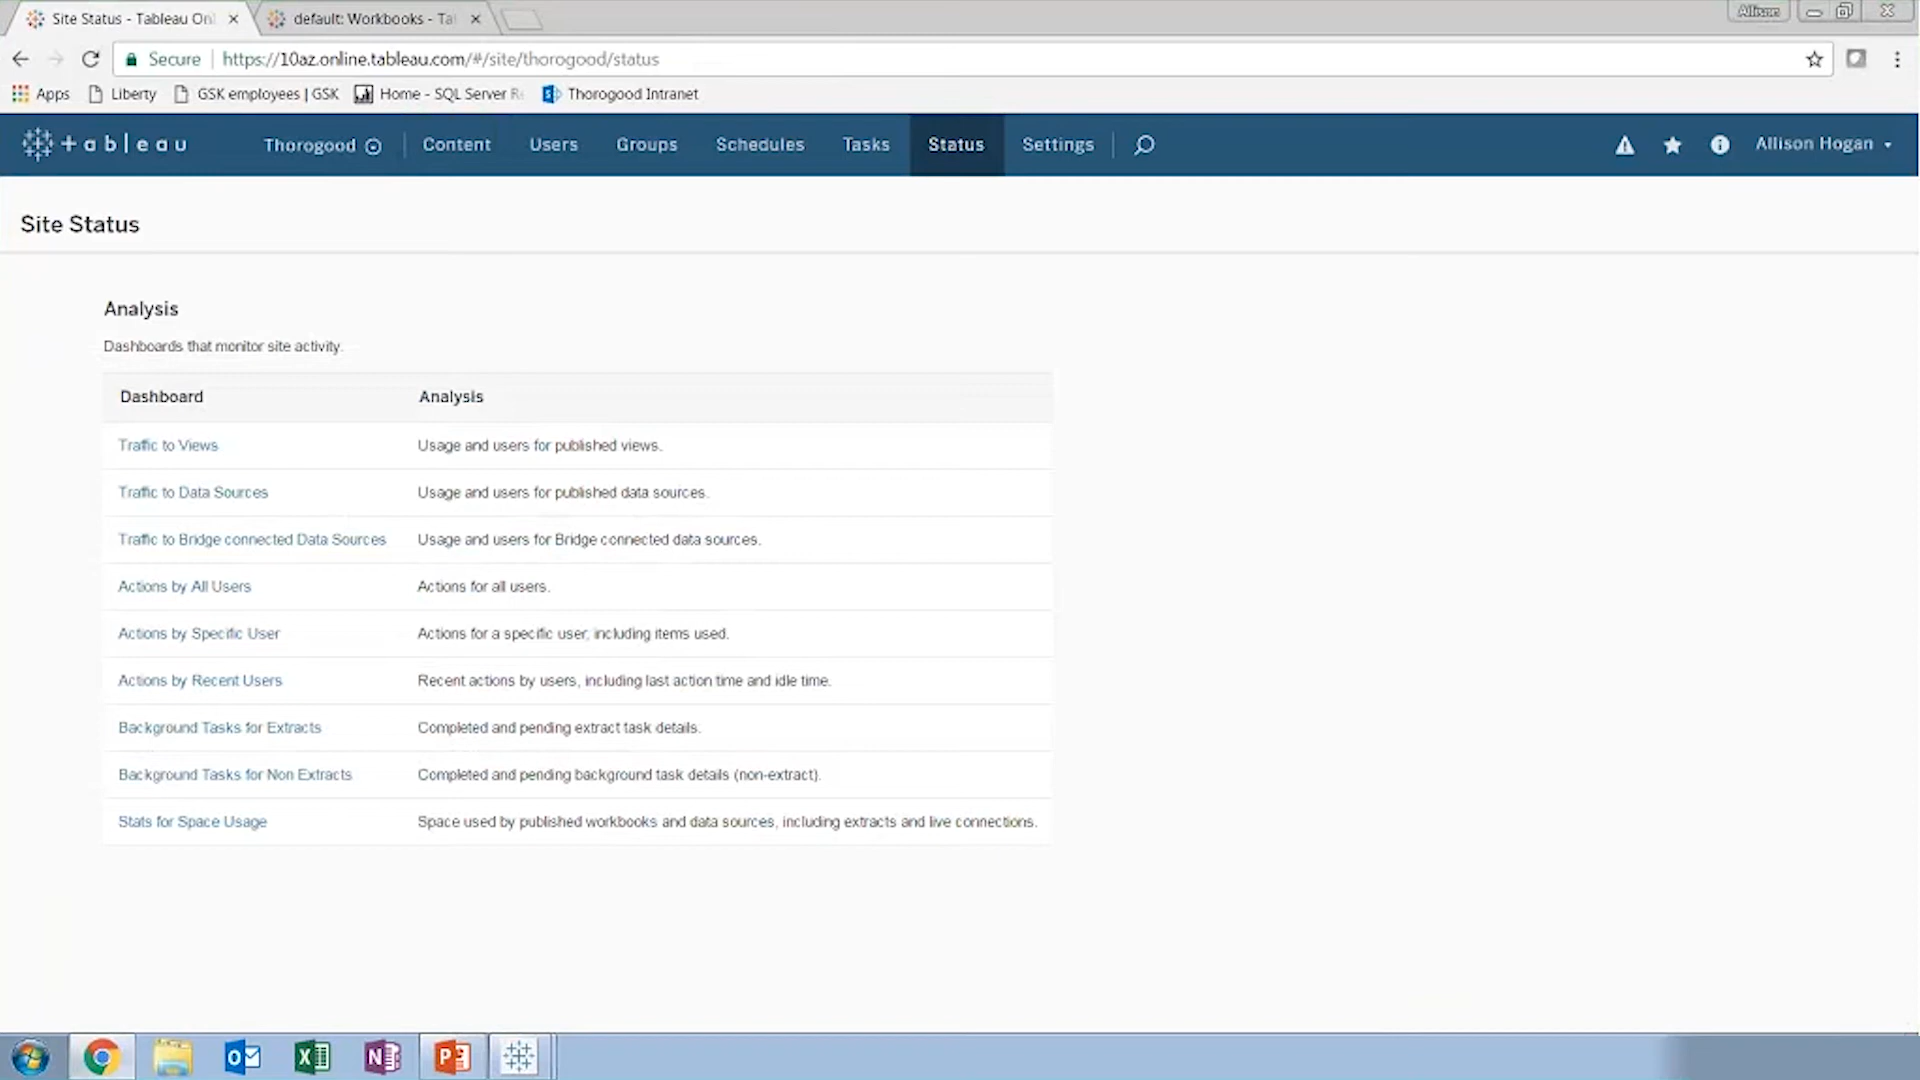 Site Status - Tableau Onl
default: Workbooks - Ta
Allison
Secure
https://10az.online.tableau.com/#/site/thorogood/status
Apps
Liberty
GSK employees | GSK
Home - SQL Server Re
Thorogood Intranet
+ a b l e a u
Thorogood
Content
Users
Groups
Schedules
Tasks
Status
Settings
Allison Hogan
Site Status
Analysis
Dashboards that monitor site activity.
Dashboard Analysis
Traffic to Views Usage and users for published views.
Traffic to Data Sources Usage and users for published data sources.
Traffic to Bridge connected Data Sources Usage and users for Bridge connected data sources.
Actions by All Users Actions for all users.
Actions by Specific User Actions for a specific user, including items used.
Actions by Recent Users Recent actions by users, including last action time and idle time.
Background Tasks for Extracts Completed and pending extract task details.
Background Tasks for Non Extracts Completed and pending background task details (non-extract).
Stats for Space Usage Space used by published workbooks and data sources, including extracts and live connections.